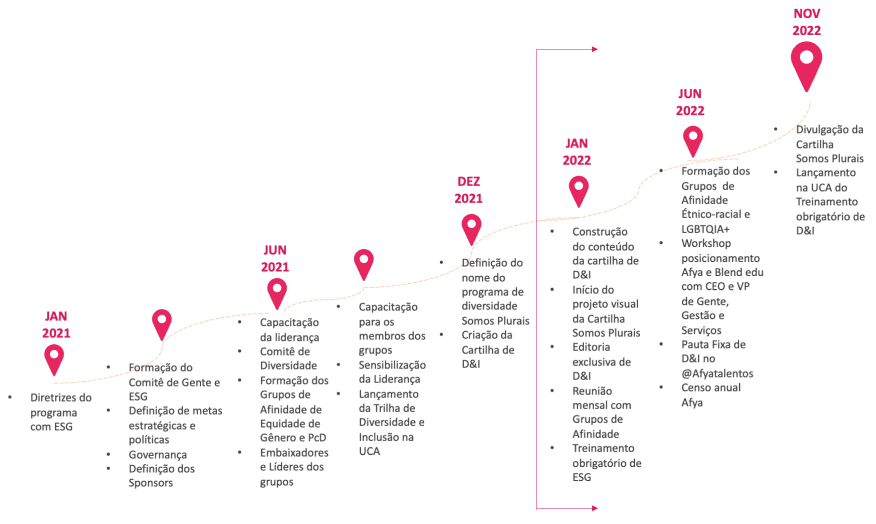 JAN
2021
• Diretrizes do
programa
com ESG
• Formação do
Comitê de Gente e
ESG
• Definição de metas
estratégicas e
políticas
• Governança
• Definição dos
Sponsors
JUN
2021
• Capacitação
da liderança
• Comitê de
Diversidade
• Formação dos
Grupos de
Afinidade de
Equidade de
Gênero e PcD
• Embaixadores
e Líderes dos
grupos
• Capacitação
para os
membros dos
grupos
• Sensibilização
da Liderança
• Lançamento
da Trilha de
Diversidade e
Inclusão na
UCA
DEZ
2021
• Definição do
nome do
programa de
diversidade
Somos Plurais
• Criação da
Cartilha de
D&I
JAN
2022
• Construção
do conteúdo
da cartilha de
D&I
• Início do
projeto visual
da Cartilha
Somos Plurais
• Editoria
exclusiva de
D&I
• Reunião
mensal com
Grupos de
Afinidade
• Treinamento
obrigatório de
ESG
JUN
2022
• Formação dos
Grupos de
Afinidade
Étnico-racial e
LGBTQIA+
• Workshop
posicionamento
Afya e Blend edu
com CEO e VP
de Gente,
Gestão e
Serviços
• Pauta Fixa de
D&I no
@Afyatalentos
• Censo anual
Afya
NOV
2022
• Divulgação da
Cartilha
Somos Plurais
• Lançamento
na UCA do
Treinamento
obrigatório de
D&I